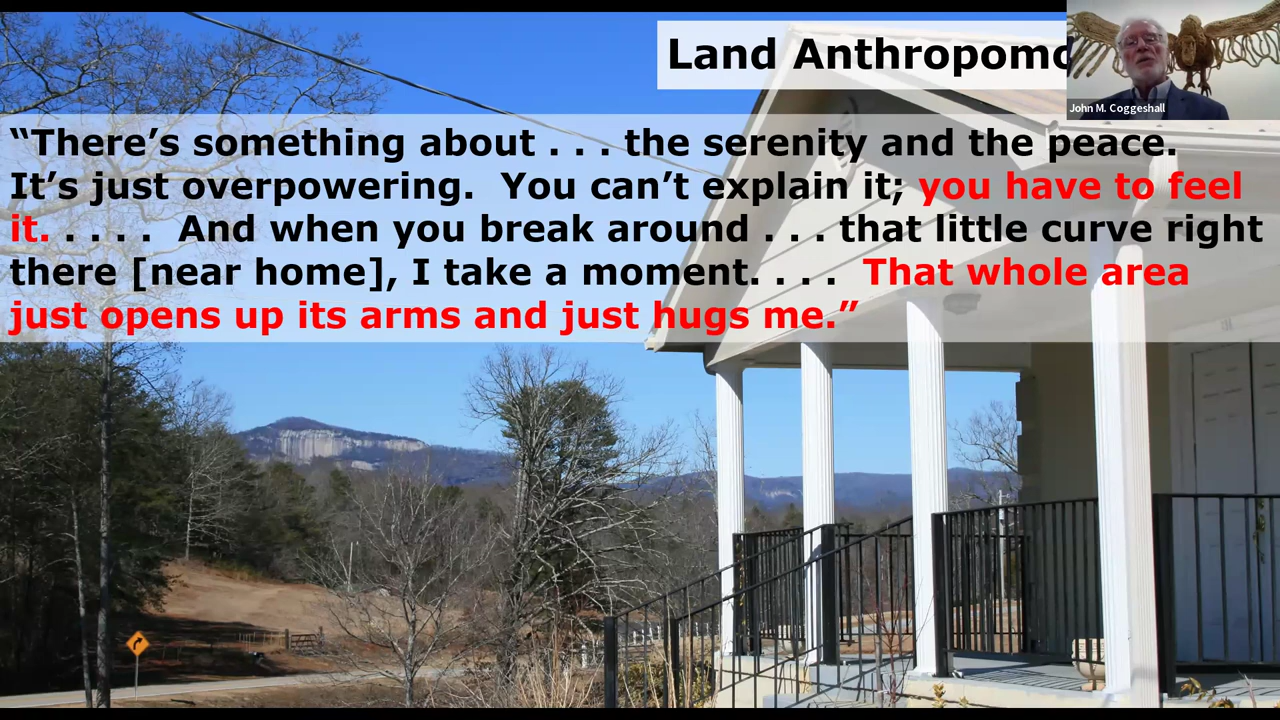 Land Anthropomo
John M. Coggeshall
“There’s something about . . . the serenity and the peace.
It’s just overpowering.  You can’t explain it; you have to feel
it. . . . .  And when you break around . . . that little curve right
there [near home], I take a moment. . . .  That whole area
just opens up its arms and just hugs me.”